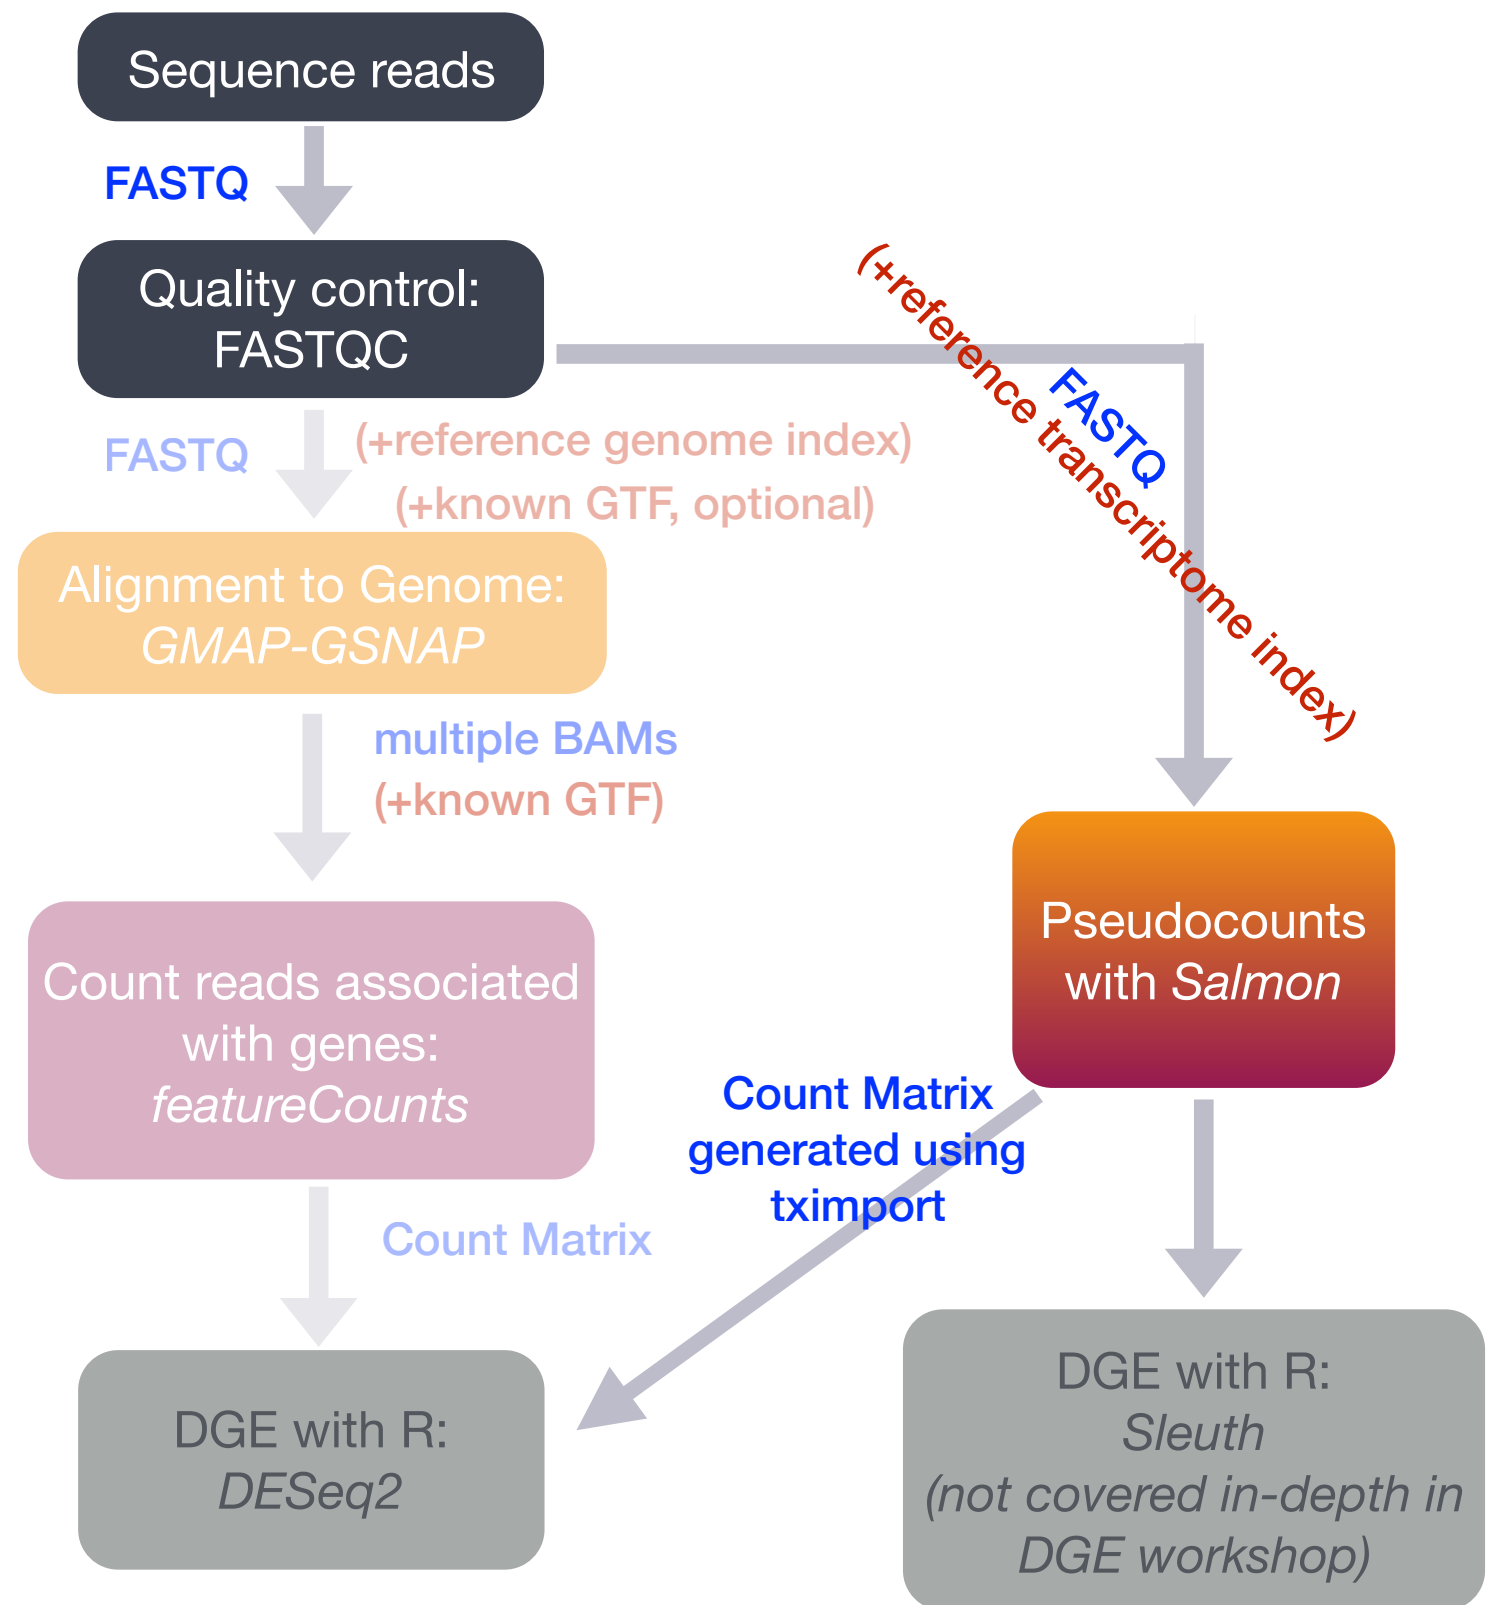 Sequence reads
FASTQ
Quality control:
FASTQC
(+reference transcriptome index)
FASTQ
FASTQ
(+reference genome index)
(+known GTF, optional)
Alignment to Genome:
GMAP-GSNAP
multiple BAMs
(+known GTF)
Pseudocounts
with Salmon
Count reads associated
with genes:
featureCounts
Count Matrix
generated using
tximport
Count Matrix
DGE with R:
DESeq2
DGE with R:
Sleuth
(not covered in-depth in
DGE workshop)